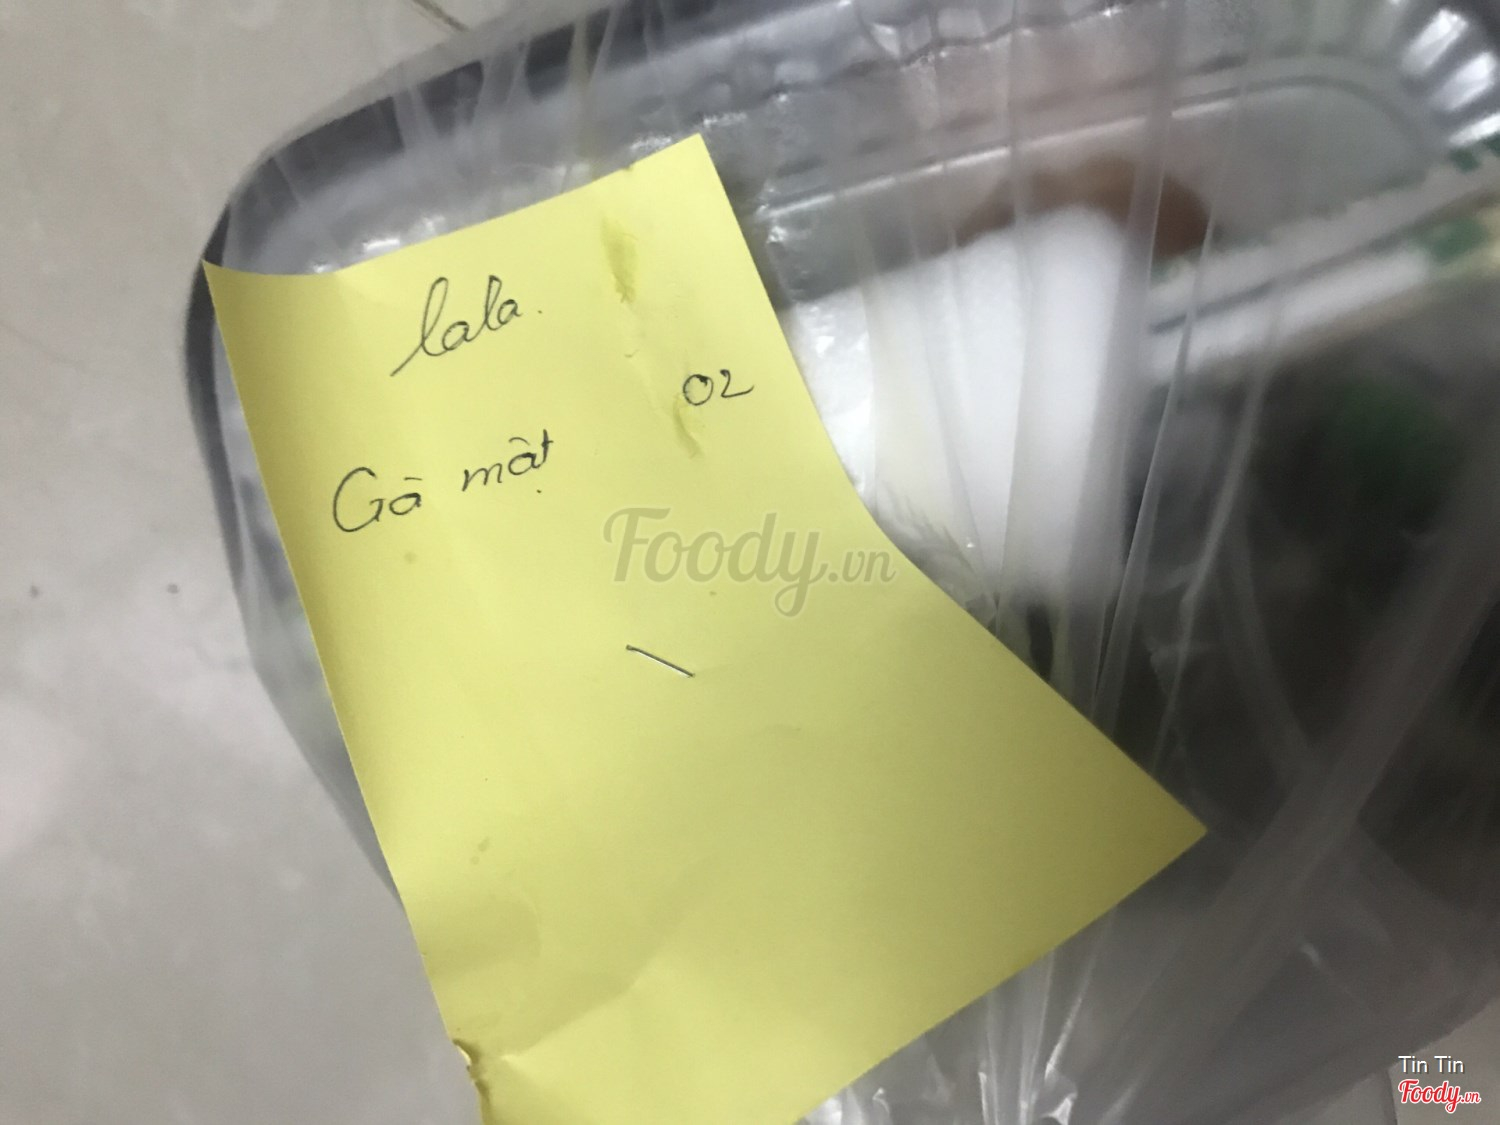 lala.
02
Gà mật
Foody.vn
Tin Tin
Foody.vn